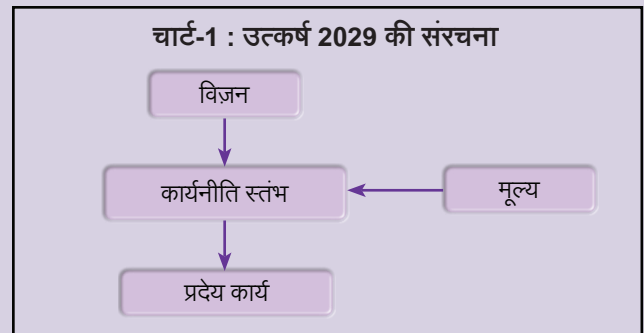 चार्ट-1 : उत्कर्ष 2029 की संरचना
विज़न
कार्यनीति स्तंभ
मूल्य
प्रदेय कार्य